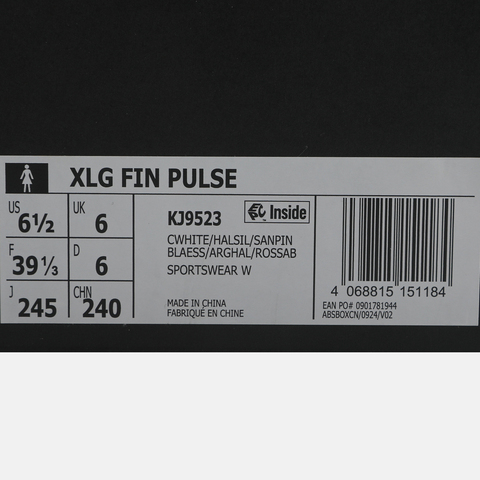 XLG FIN PULSE
US 6½ UK 6
F 39⅓ D 6
J 245 CHN 240
KJ9523 Inside
CWHITE/HALSIL/SANPIN
BLAESS/ARGHAL/ROSSAB
SPORTSWEAR W
MADE IN CHINA
FABRIQUÉ EN CHINE
4 068815 151184
EAN PO# 0901781944
ABSBOXCN/0924/V02